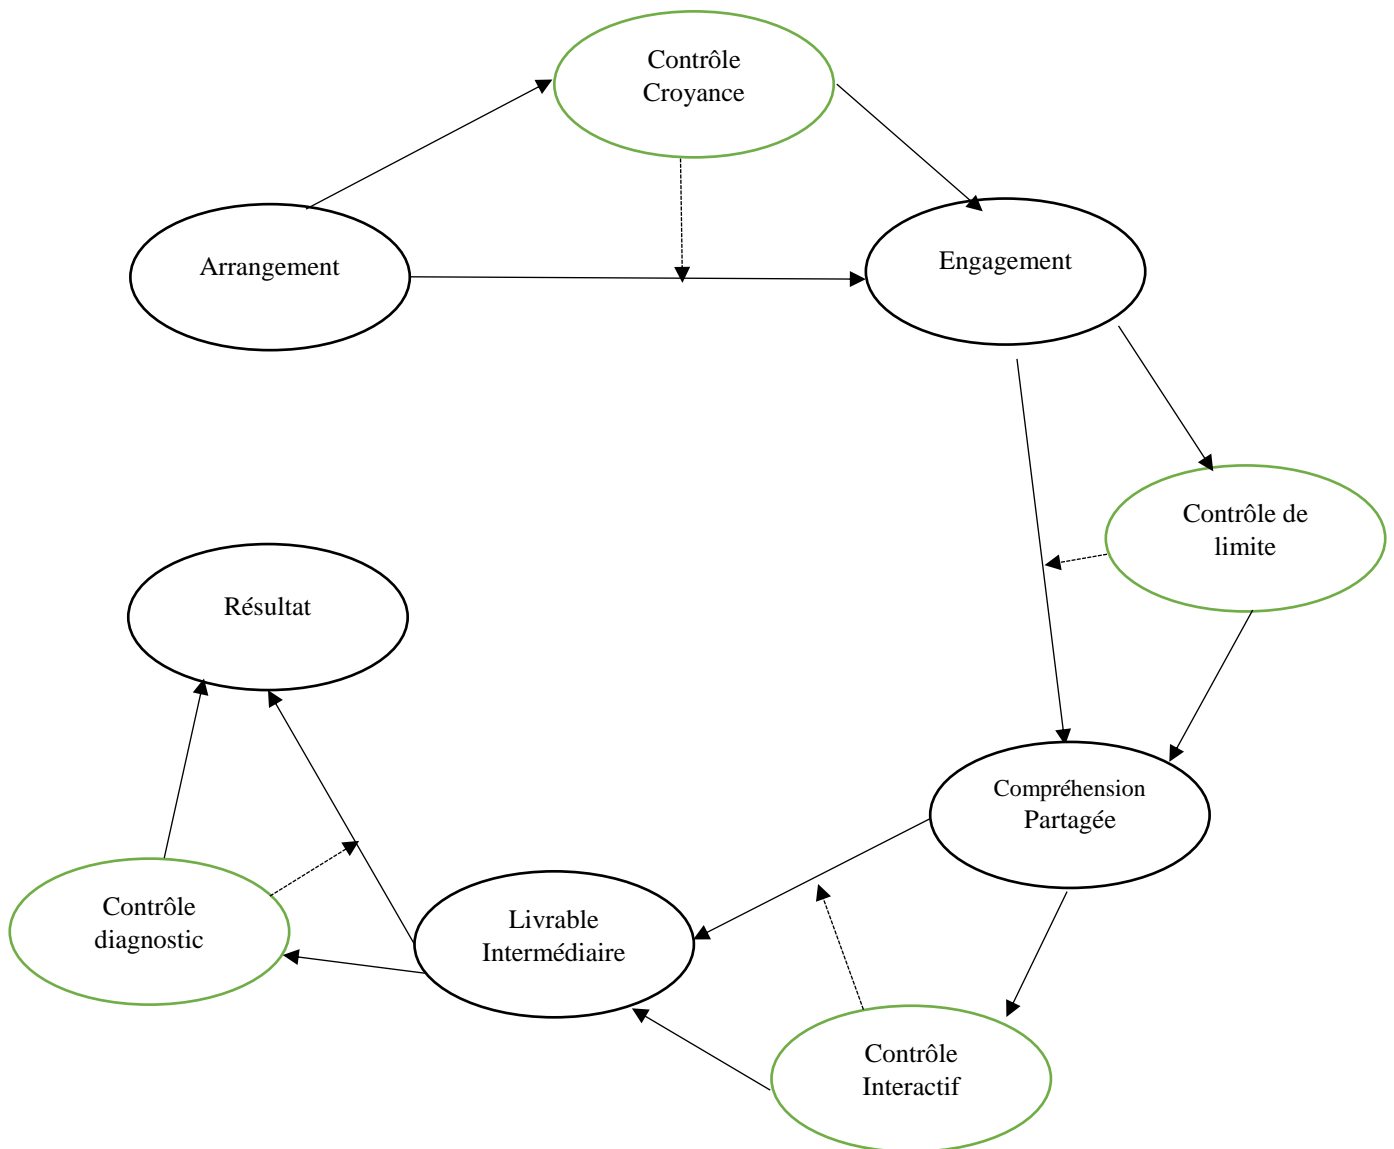 Contrôle
Croyance
Arrangement
Engagement
Contrôle de
limite
Résultat
Compréhension
Partagée
Contrôle
diagnostic
Livrable
Intermédiaire
Contrôle
Interactif